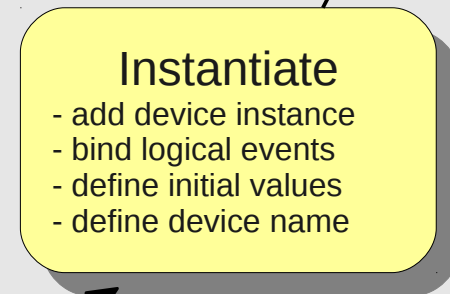 Instantiate
- add device instance
- bind logical events
- define initial values
- define device name